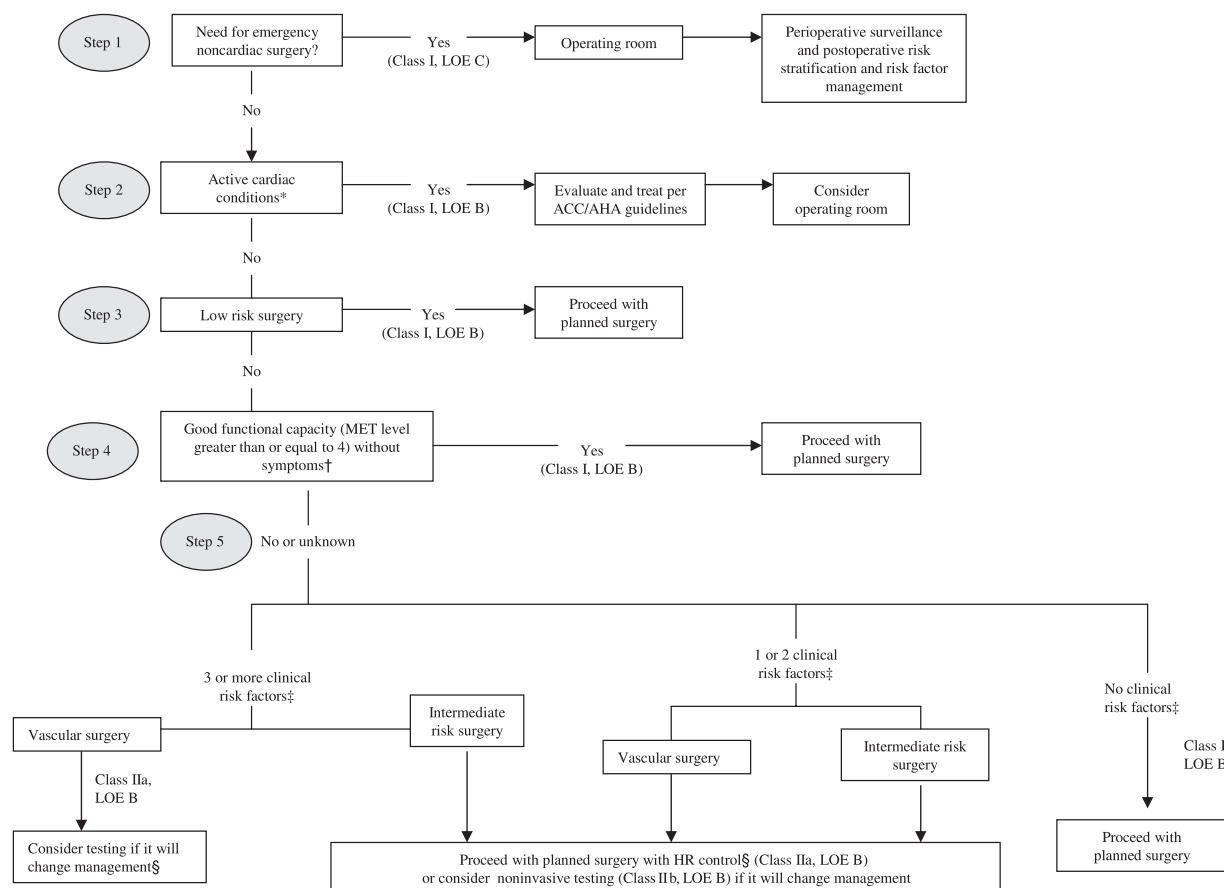 Step 1
Need for emergency
noncardiac surgery?
Yes
(Class I, LOE C)
Operating room
Perioperative surveillance
and postoperative risk
stratification and risk factor
management
No
Step 2
Active cardiac
conditions*
Yes
(Class I, LOE B)
Evaluate and treat per
ACC/AHA guidelines
Consider
operating room
No
Step 3
Low risk surgery
Yes
(Class I, LOE B)
Proceed with
planned surgery
No
Step 4
Good functional capacity (MET level
greater than or equal to 4) without
symptoms†
Yes
(Class I, LOE B)
Proceed with
planned surgery
Step 5
No or unknown
3 or more clinical
risk factors‡
1 or 2 clinical
risk factors‡
No clinical
risk factors‡
Vascular surgery
Intermediate
risk surgery
Vascular surgery
Intermediate risk
surgery
Class IIa,
LOE B
Class I
LOE B
Consider testing if it will
change management§
Proceed with planned surgery with HR control§ (Class IIa, LOE B)
or consider noninvasive testing (Class IIb, LOE B) if it will change management
Proceed with
planned surgery